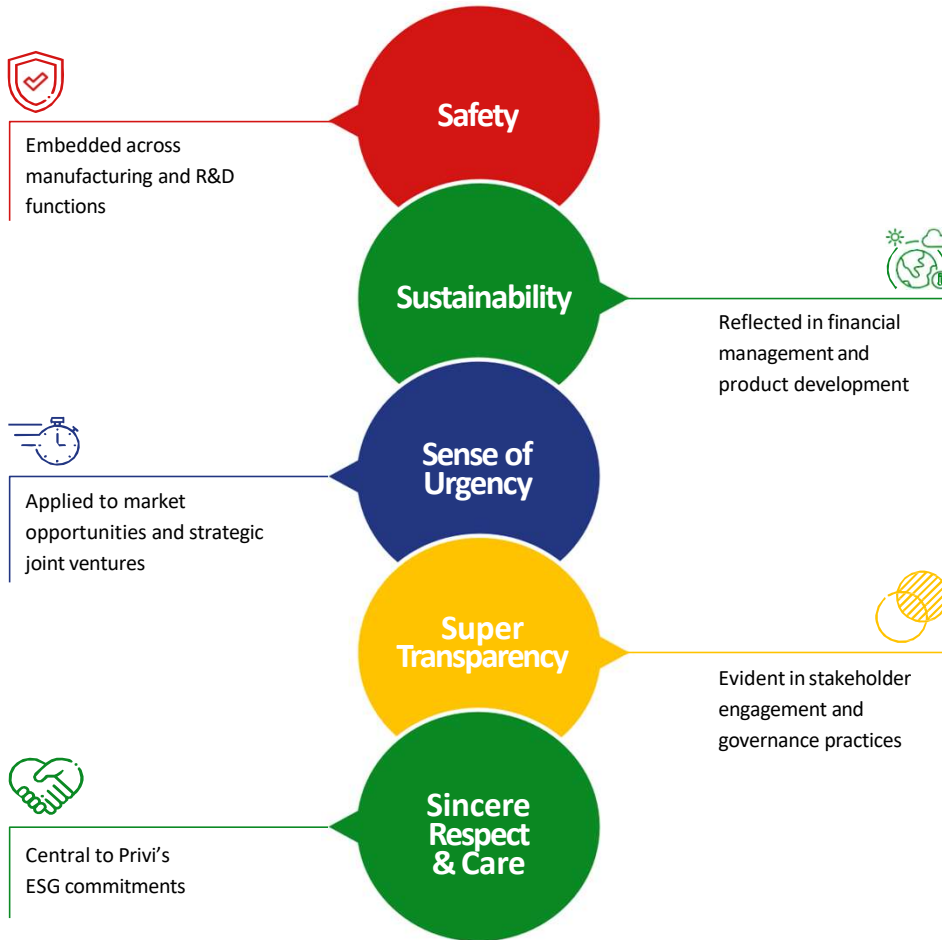 Safety
Embedded across
manufacturing and R&D
functions
Sustainability
Reflected in financial
management and
product development
Sense of
Urgency
Applied to market
opportunities and strategic
joint ventures
Super
Transparency
Evident in stakeholder
engagement and
governance practices
Sincere
Respect
& Care
Central to Privi’s
ESG commitments